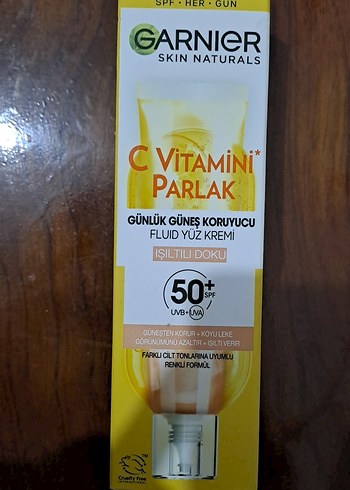 SPF • HER • GÜN
GARNIER
SKIN NATURALS
C VİTAMİNİ*
PARLAK
GÜNLÜK GÜNEŞ KORUYUCU
FLUID YÜZ KREMİ
IŞILTILI DOKU
50+
SPF
UVB+UVA
GÜNEŞTEN KORUR + KOYU LEKE
GÖRÜNÜMÜNÜ AZALTIR + IŞILTI VERİR
FARKLI CİLT TONLARINA UYUMLU
RENKLİ FORMÜL
Cruelty Free